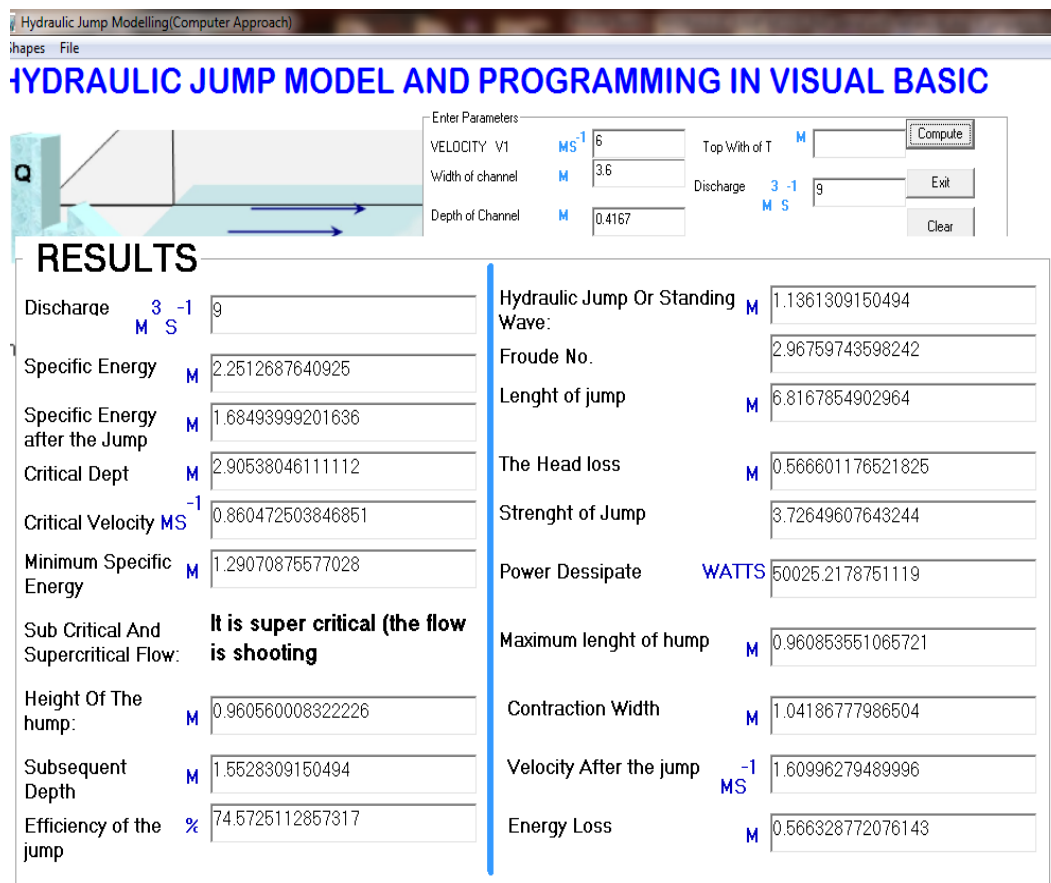 Hydraulic Jump Modelling(Computer Approach)
Shapes File
HYDRAULIC JUMP MODEL AND PROGRAMMING IN VISUAL BASIC
Enter Parameters
VELOCITY V1 MS-1 6
Top With of T M
Compute
Width of channel M 3.6
Discharge 3 -1 9
M S
Exit
Depth of Channel M 0.4167
Clear
Q
RESULTS
Discharge 3 -1 9
M S
Specific Energy M 2.2512687640925
Specific Energy
after the Jump M 1.68493999201636
Critical Dept M 2.90538046111112
Critical Velocity MS-1 0.860472503846851
Minimum Specific
Energy M 1.29070875577028
Sub Critical And
Supercritical Flow:
It is super critical (the flow
is shooting
Height Of The
hump: M 0.960560008322226
Subsequent
Depth M 1.5528309150494
Efficiency of the
jump % 74.5725112857317
Hydraulic Jump Or Standing
Wave: M 1.1361309150494
Froude No. 2.96759743598242
Lenght of jump M 6.8167854902964
The Head loss M 0.566601176521825
Strenght of Jump 3.72649607643244
Power Dessipate WATTS 50025.2178751119
Maximum lenght of hump M 0.960853551065721
Contraction Width M 1.04186777986504
Velocity After the jump -1
MS 1.60996279489996
Energy Loss M 0.566328772076143